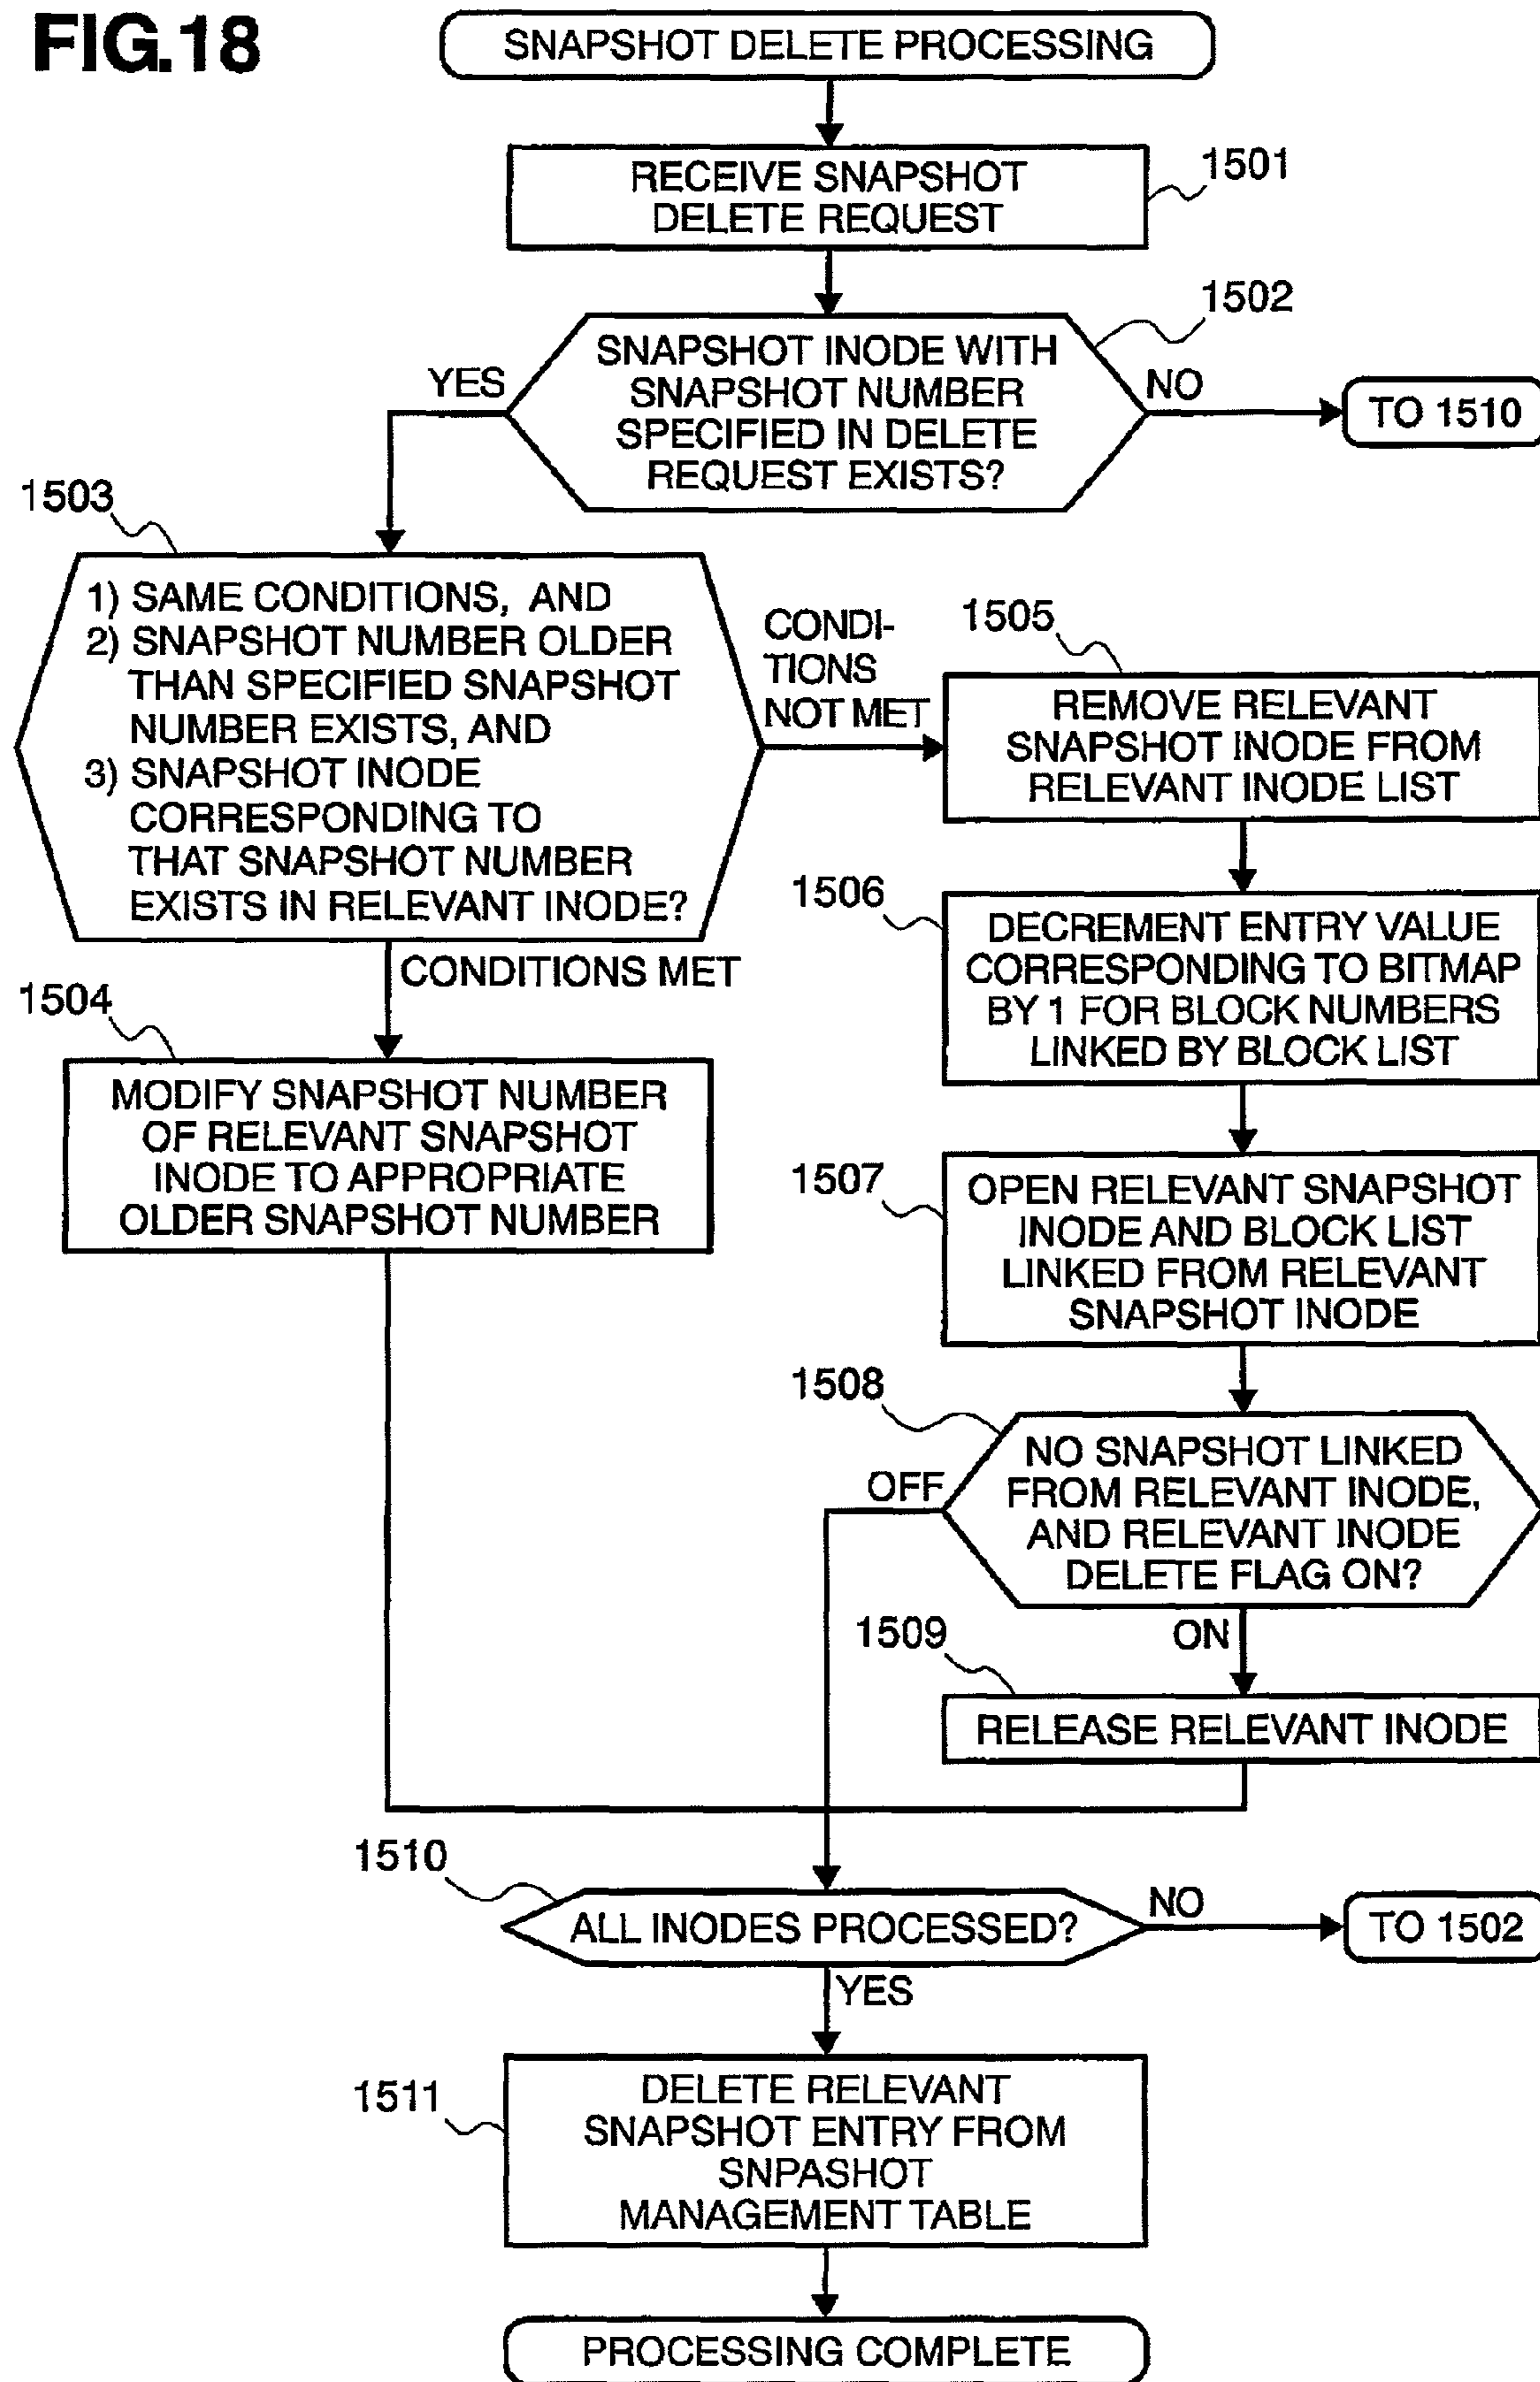 FIG.18
SNAPSHOT DELETE PROCESSING
1501
RECEIVE SNAPSHOT
DELETE REQUEST
1502
SNAPSHOT INODE WITH
SNAPSHOT NUMBER
SPECIFIED IN DELETE
REQUEST EXISTS?
YES
NO
TO 1510
1503
1) SAME CONDITIONS, AND
2) SNAPSHOT NUMBER OLDER
THAN SPECIFIED SNAPSHOT
NUMBER EXISTS, AND
3) SNAPSHOT INODE
CORRESPONDING TO
THAT SNAPSHOT NUMBER
EXISTS IN RELEVANT INODE?
CONDI-
TIONS
NOT MET
CONDITIONS MET
1504
MODIFY SNAPSHOT NUMBER
OF RELEVANT SNAPSHOT
INODE TO APPROPRIATE
OLDER SNAPSHOT NUMBER
1505
REMOVE RELEVANT
SNAPSHOT INODE FROM
RELEVANT INODE LIST
1506
DECREMENT ENTRY VALUE
CORRESPONDING TO BITMAP
BY 1 FOR BLOCK NUMBERS
LINKED BY BLOCK LIST
1507
OPEN RELEVANT SNAPSHOT
INODE AND BLOCK LIST
LINKED FROM RELEVANT
SNAPSHOT INODE
1508
NO SNAPSHOT LINKED
FROM RELEVANT INODE,
AND RELEVANT INODE
DELETE FLAG ON?
OFF
ON
1509
RELEASE RELEVANT INODE
1510
ALL INODES PROCESSED?
NO
TO 1502
YES
1511
DELETE RELEVANT
SNAPSHOT ENTRY FROM
SNPASHOT
MANAGEMENT TABLE
PROCESSING COMPLETE